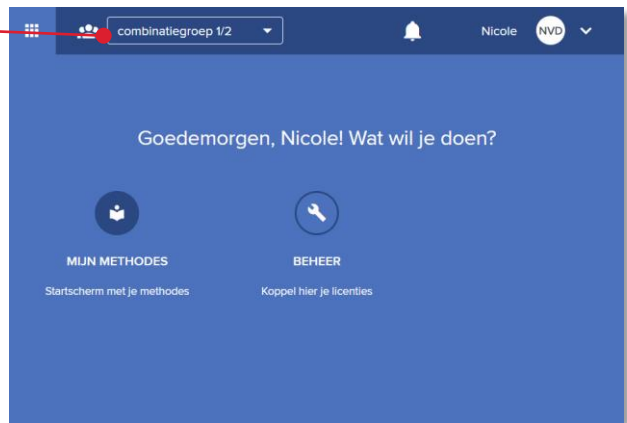 combinatiegroep 1/2
Nicole
NVD
Goedemorgen, Nicole! Wat wil je doen?
MIJN METHODES
BEHEER
Startscherm met je methodes
Koppel hier je licenties